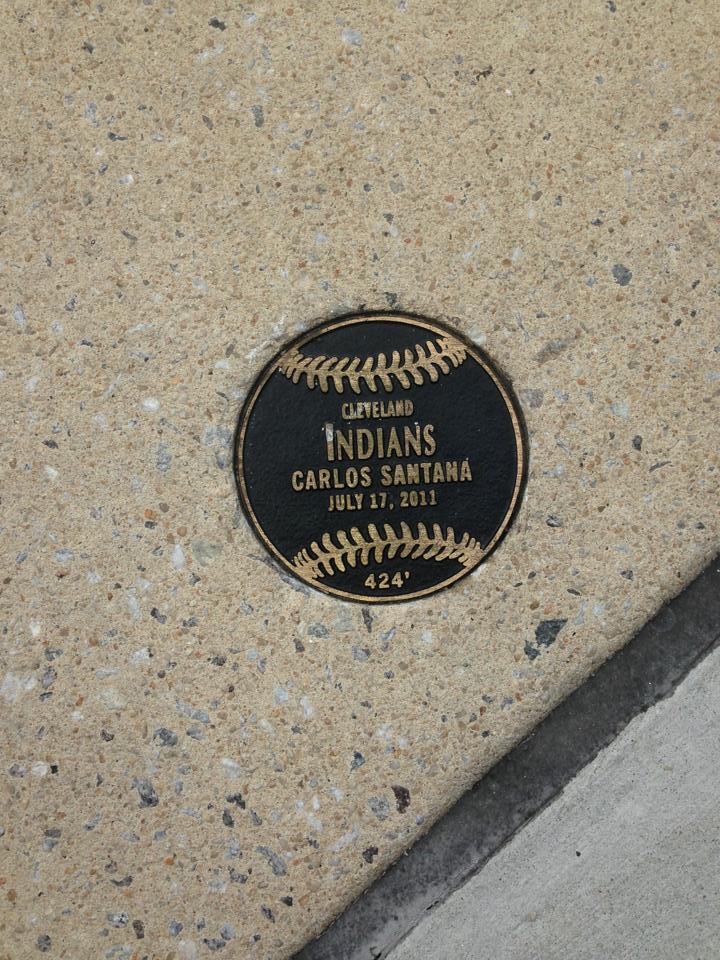 CLEVELAND
INDIANS
CARLOS SANTANA
JULY 17, 2011
424'